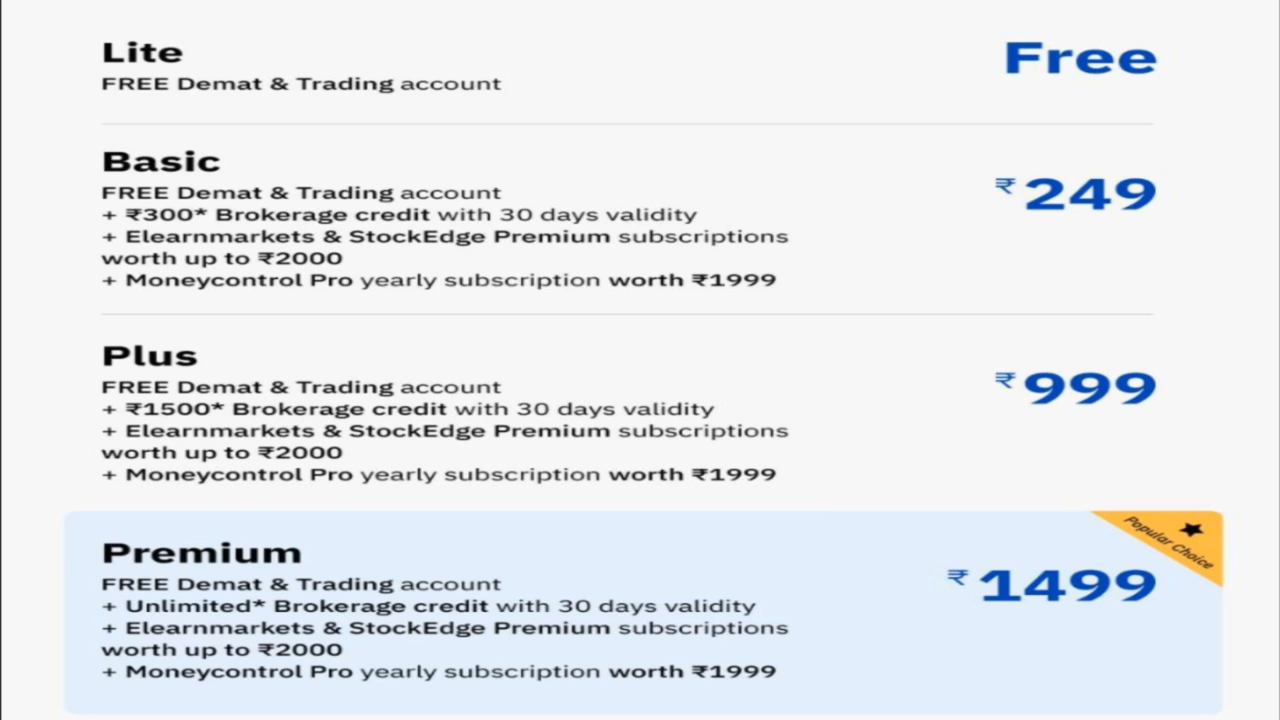 Lite
Free
FREE Demat & Trading account
Basic
FREE Demat & Trading account
₹249
+ ₹300* Brokerage credit with 30 days validity
+ Elearnmarkets & StockEdge Premium subscriptions
worth up to ₹2000
+ Moneycontrol Pro yearly subscription worth ₹1999
Plus
FREE Demat & Trading account
₹999
+ ₹1500* Brokerage credit with 30 days validity
+ Elearnmarkets & StockEdge Premium subscriptions
worth up to ₹2000
+ Moneycontrol Pro yearly subscription worth ₹1999
Popular Choice
Premium
FREE Demat & Trading account
₹1499
+ Unlimited* Brokerage credit with 30 days validity
+ Elearnmarkets & StockEdge Premium subscriptions
worth up to ₹2000
+ Moneycontrol Pro yearly subscription worth ₹1999